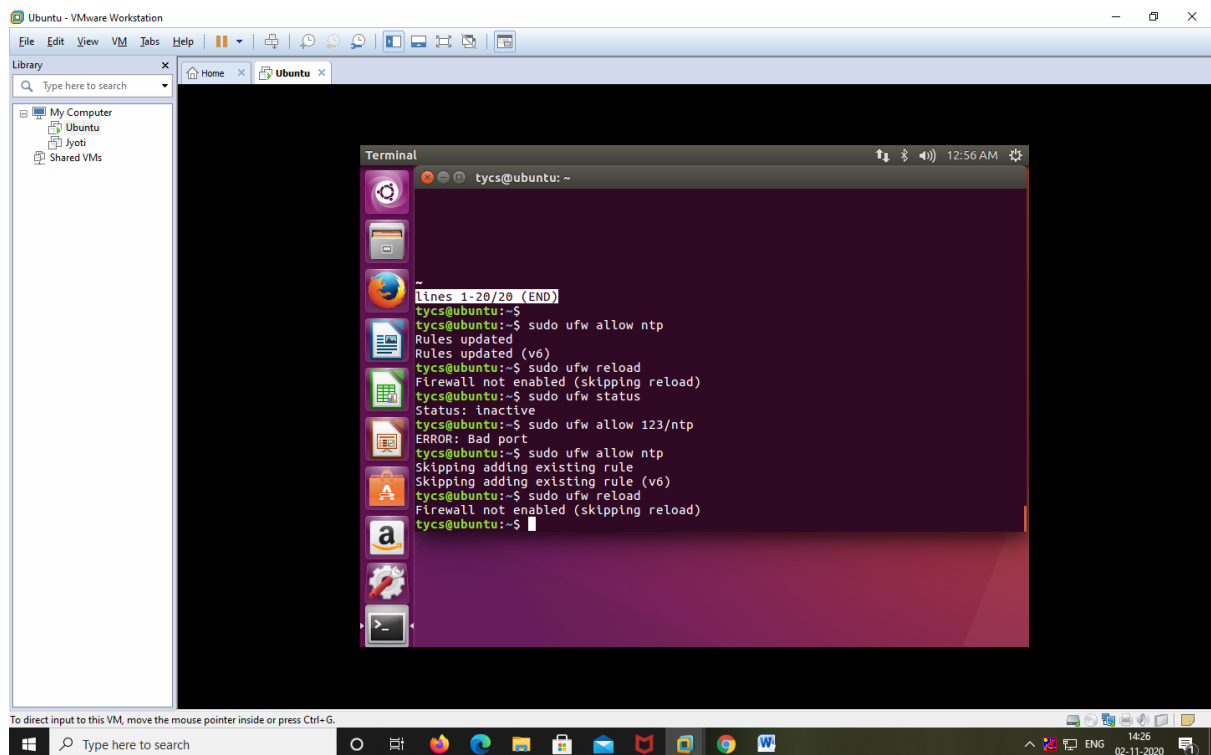 Ubuntu - VMware Workstation
File Edit View VM Tabs Help
Library
Type here to search
My Computer
Ubuntu
Jyoti
Shared VMs
Home
Ubuntu
Terminal
12:56 AM
tycs@ubuntu: ~
~
lines 1-20/20 (END)
tycs@ubuntu:~$
tycs@ubuntu:~$ sudo ufw allow ntp
Rules updated
Rules updated (v6)
tycs@ubuntu:~$ sudo ufw reload
Firewall not enabled (skipping reload)
tycs@ubuntu:~$ sudo ufw status
Status: inactive
tycs@ubuntu:~$ sudo ufw allow 123/ntp
ERROR: Bad port
tycs@ubuntu:~$ sudo ufw allow ntp
Skipping adding existing rule
Skipping adding existing rule (v6)
tycs@ubuntu:~$ sudo ufw reload
Firewall not enabled (skipping reload)
tycs@ubuntu:~$
To direct input to this VM, move the mouse pointer inside or press Ctrl+G.
Type here to search
ENG
14:26
02-11-2020